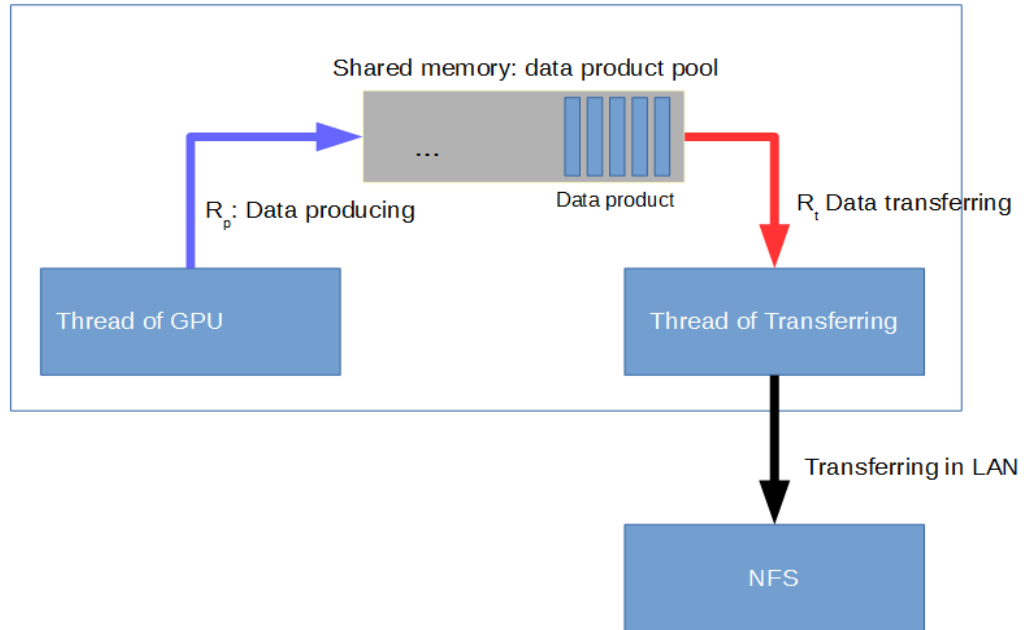 Shared memory: data product pool
...
Data product
Rp: Data producing
Rt Data transferring
Thread of GPU
Thread of Transferring
Transferring in LAN
NFS